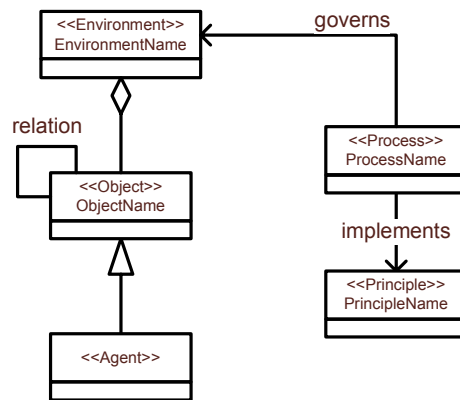 <<Environment>>
EnvironmentName
governs
relation
<<Process>>
ProcessName
<<Object>>
ObjectName
implements
<<Principle>>
PrincipleName
<<Agent>>